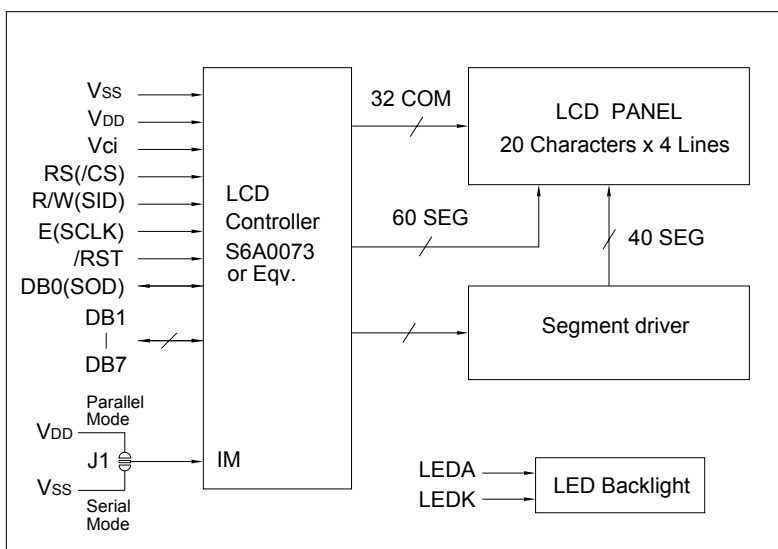 VSS
VDD
Vci
RS(/CS)
R/W(SID)
E(SCLK)
/RST
DB0(SOD)
DB1
DB7
Parallel
Mode
VDD
J1
VSS
Serial
Mode
LCD
Controller
S6A0073
or Eqv.
IM
32 COM
60 SEG
LCD PANEL
20 Characters x 4 Lines
40 SEG
Segment driver
LEDA
LEDK
LED Backlight